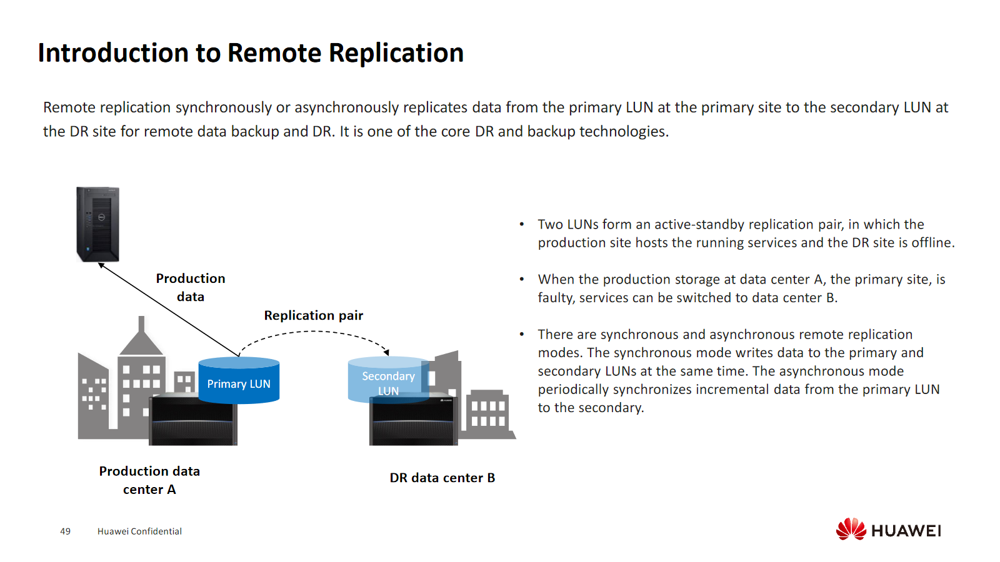 Introduction to Remote Replication
Remote replication synchronously or asynchronously replicates data from the primary LUN at the primary site to the secondary LUN at
the DR site for remote data backup and DR. It is one of the core DR and backup technologies.
Production
data
Replication pair
Primary LUN
Secondary
LUN
Production data
center A
DR data center B
• Two LUNs form an active-standby replication pair, in which the
production site hosts the running services and the DR site is offline.
• When the production storage at data center A, the primary site, is
faulty, services can be switched to data center B.
• There are synchronous and asynchronous remote replication
modes. The synchronous mode writes data to the primary and
secondary LUNs at the same time. The asynchronous mode
periodically synchronizes incremental data from the primary LUN
to the secondary.
49 Huawei Confidential
HUAWEI